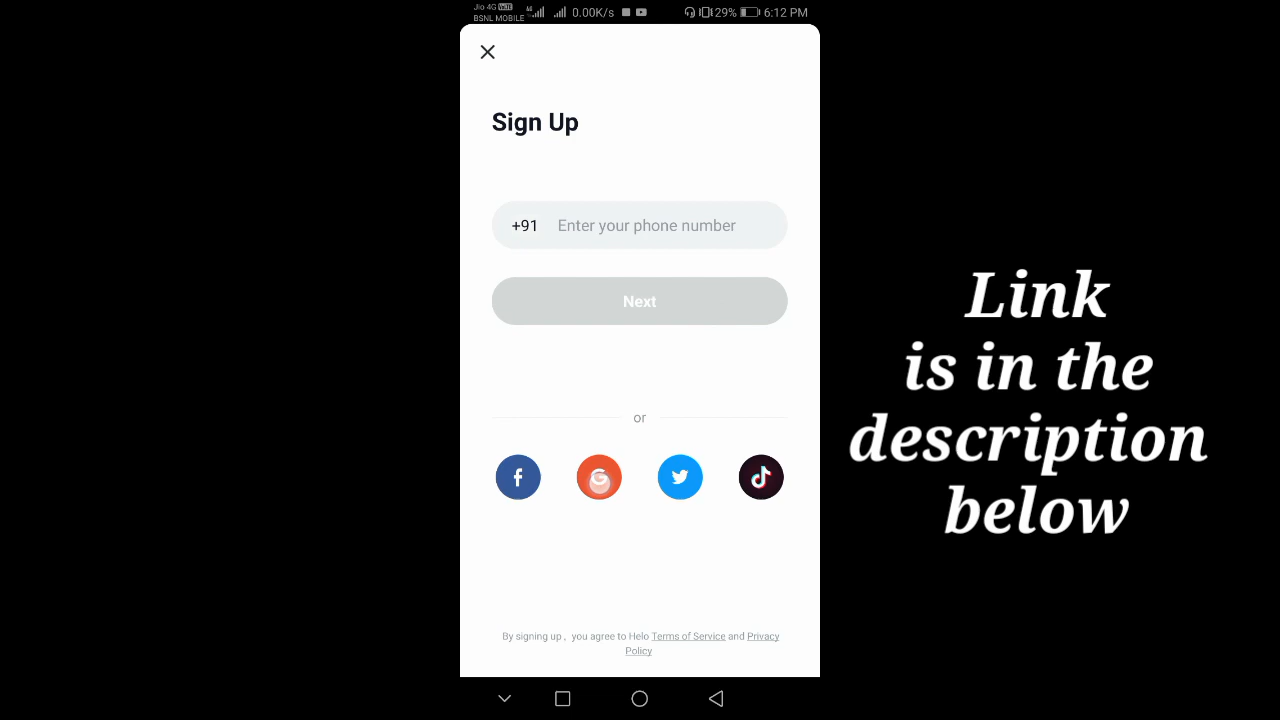 Jio 4G VoLTE
BSNL MOBILE
4G
0.00K/s
29%
6:12 PM
Sign Up
+91 Enter your phone number
Next
or
By signing up, you agree to Helo Terms of Service and Privacy
Policy
Link
is in the
description
below